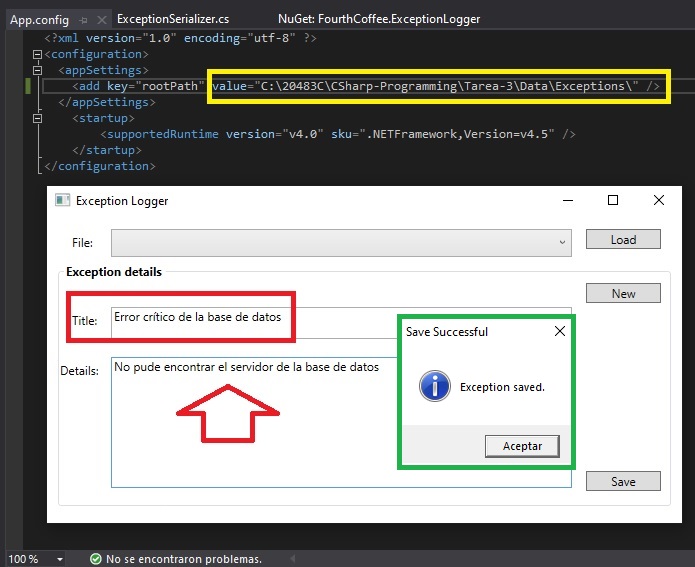 App.config ExceptionSerializer.cs NuGet: FourthCoffee.ExceptionLogger
<?xml version="1.0" encoding="utf-8" ?>
<configuration>
<appSettings>
<add key="rootPath" value="C:\20483C\CSharp-Programming\Tarea-3\Data\Exceptions\" />
</appSettings>
<startup>
<supportedRuntime version="v4.0" sku=".NETFramework,Version=v4.5" />
</startup>
</configuration>
Exception Logger
File: Load
Exception details
New
Title: Error crítico de la base de datos
Save Successful
Details: No pude encontrar el servidor de la base de datos
Exception saved.
Aceptar
Save
100 % No se encontraron problemas.